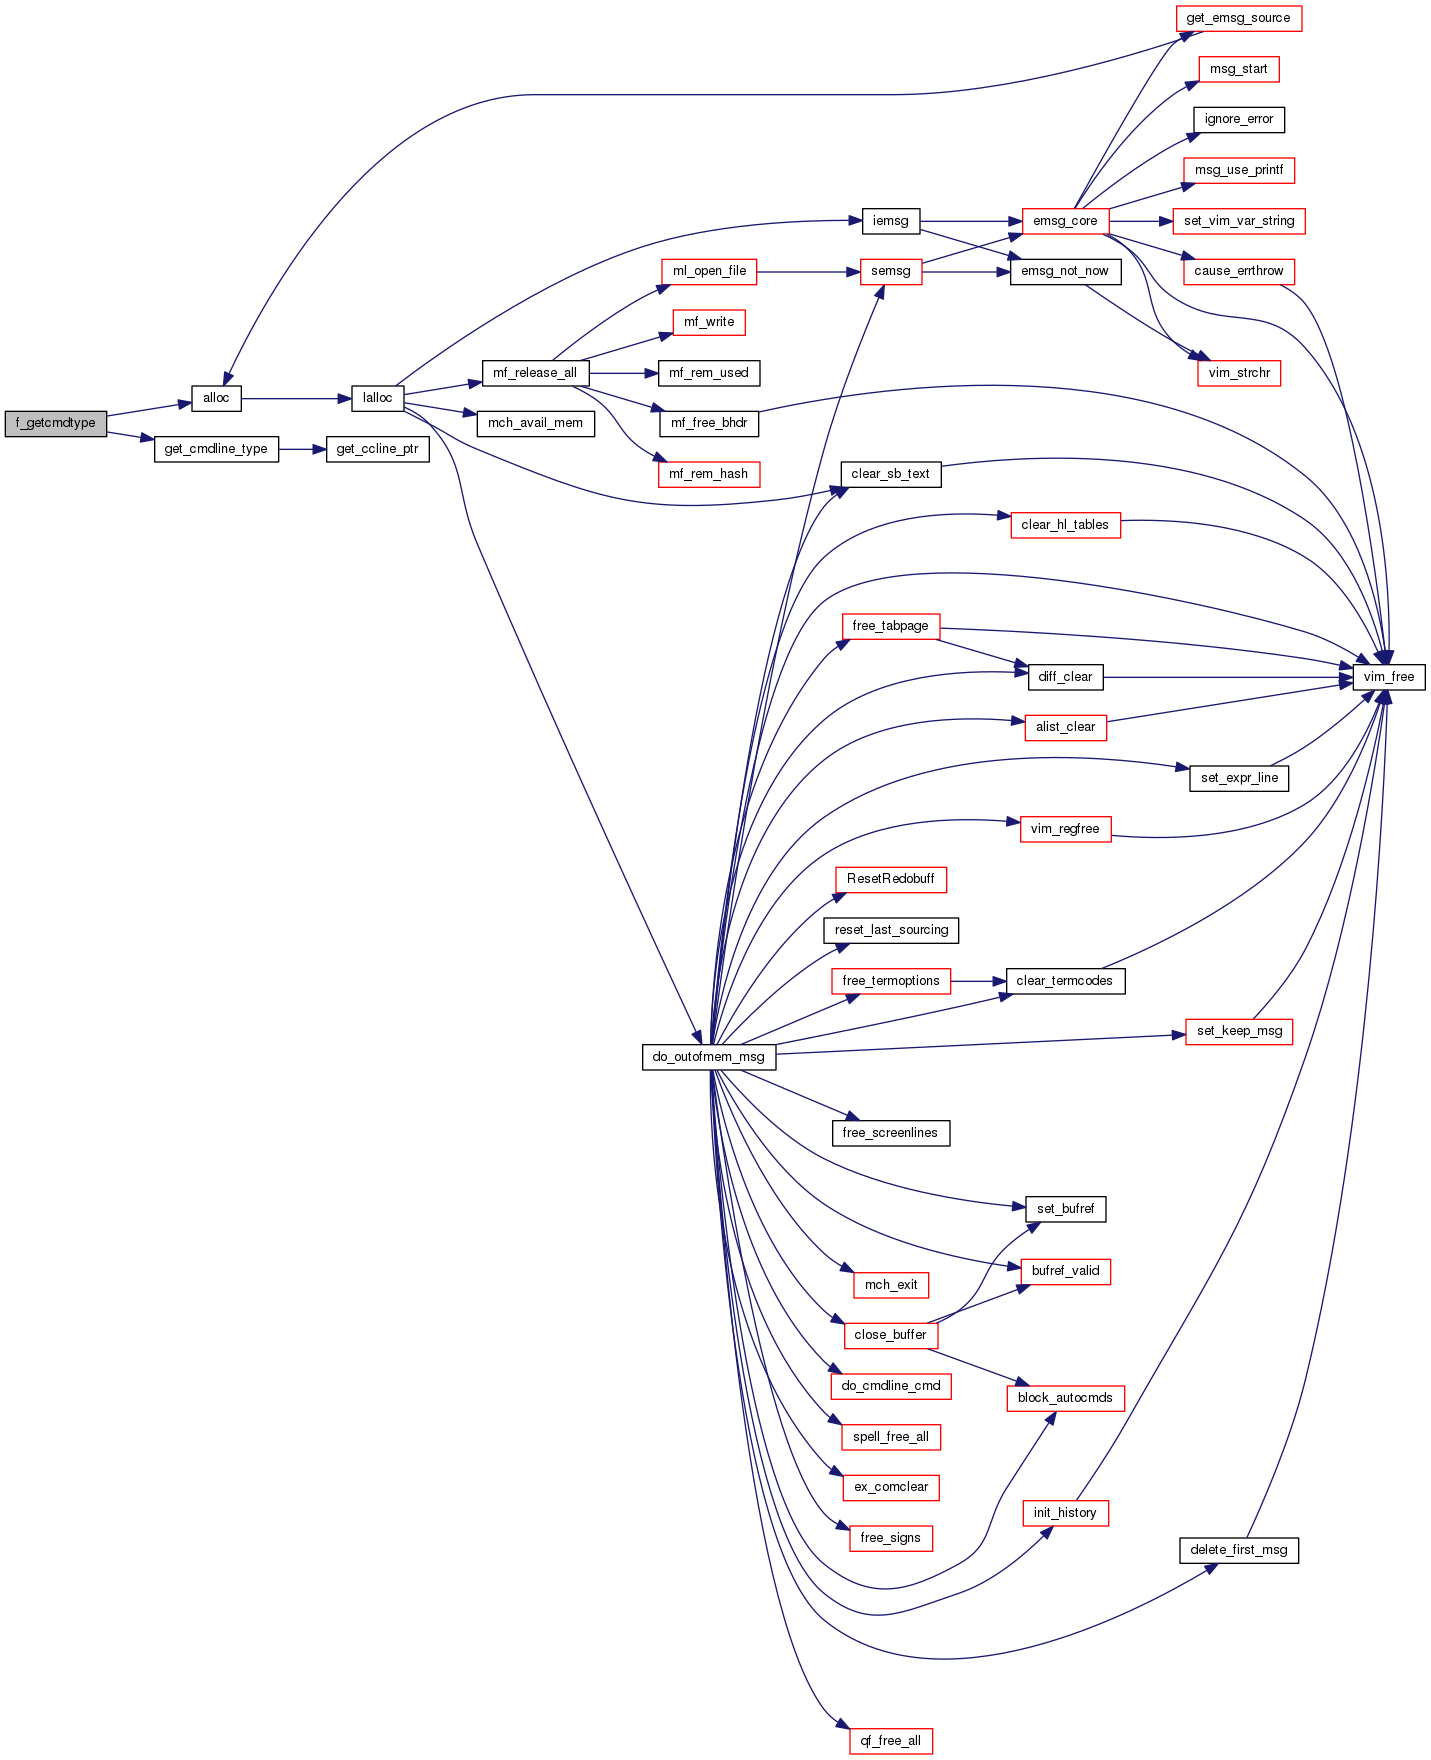 get_emsg_source
msg_start
ignore_error
msg_use_printf
iemsg
emsg_core
set_vim_var_string
ml_open_file
semsg
emsg_not_now
cause_errthrow
mf_write
mf_release_all
mf_rem_used
vim_strchr
alloc
lalloc
f_getcmdtype
mch_avail_mem
mf_free_bhdr
get_cmdline_type
get_ccline_ptr
mf_rem_hash
clear_sb_text
clear_hl_tables
free_tabpage
diff_clear
vim_free
alist_clear
set_expr_line
vim_regfree
ResetRedobuff
reset_last_sourcing
free_termoptions
clear_termcodes
set_keep_msg
do_outofmem_msg
free_screenlines
set_bufref
bufref_valid
mch_exit
close_buffer
do_cmdline_cmd
block_autocmds
spell_free_all
ex_comclear
init_history
free_signs
delete_first_msg
qf_free_all